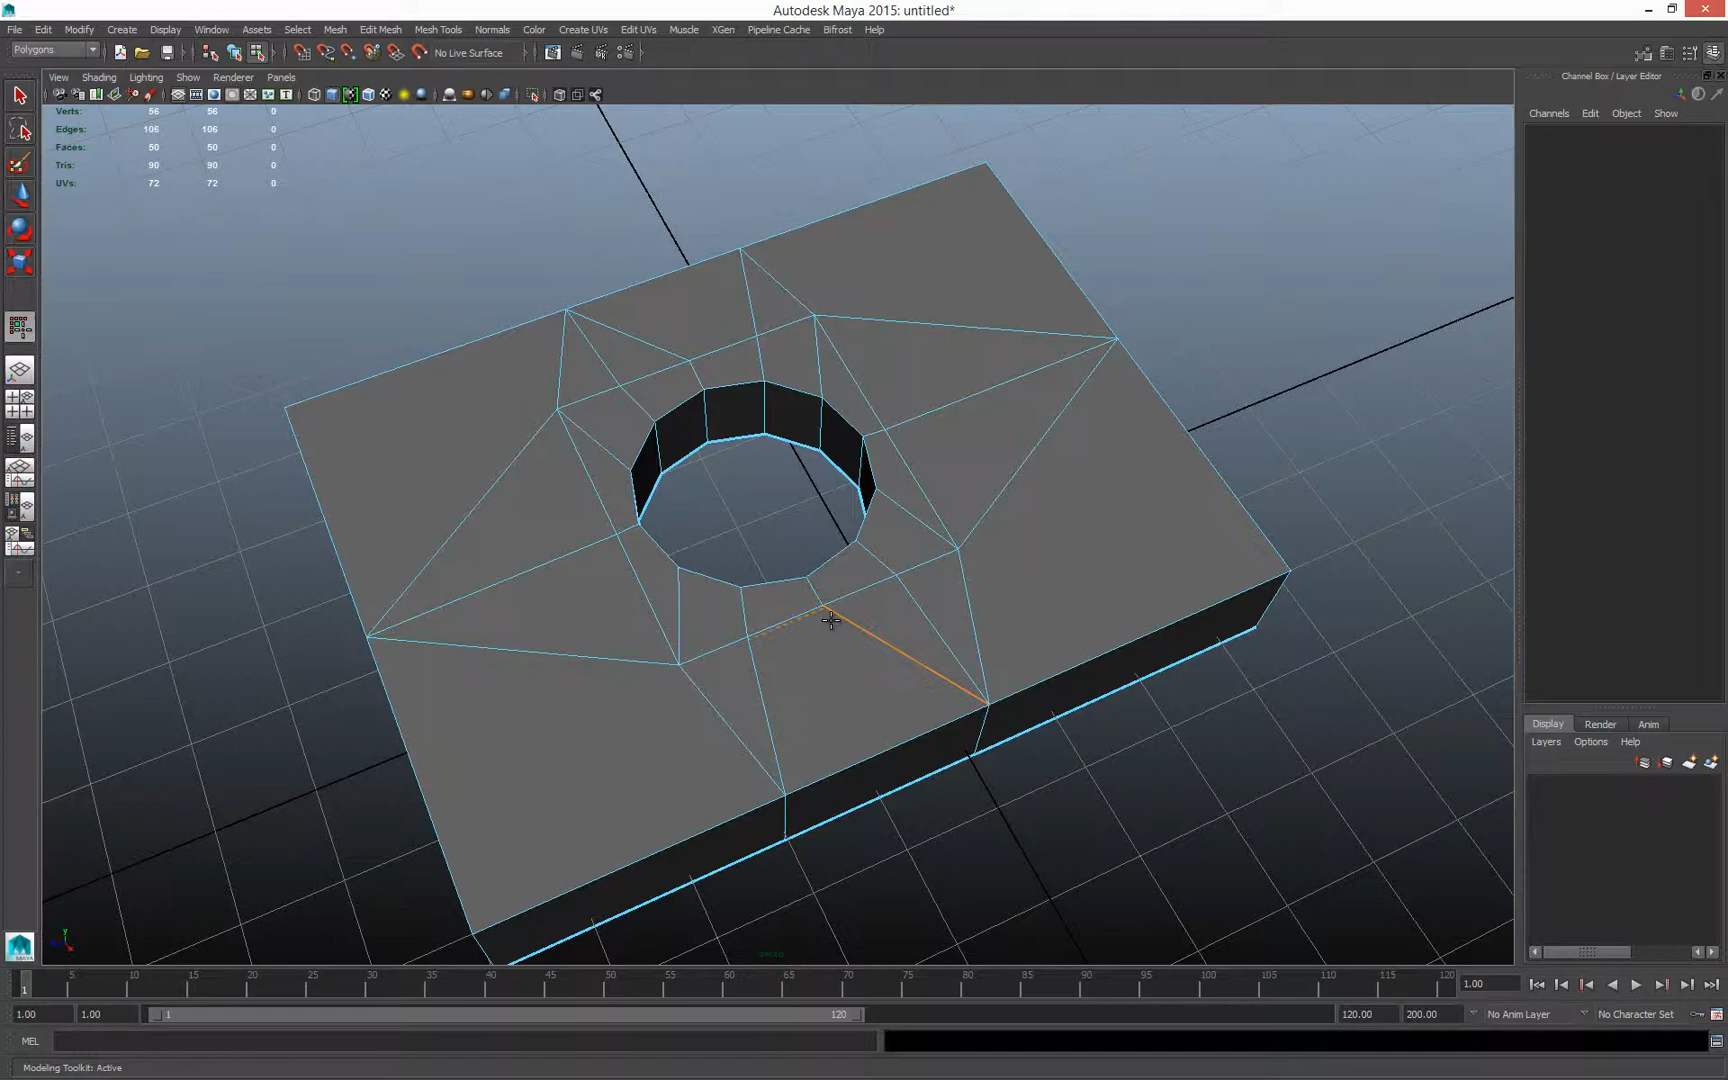 Autodesk Maya 2015: untitled*
File Edit Modify Create Display Window Assets Select Mesh Edit Mesh Mesh Tools Normals Color Create UVs Edit UVs Muscle XGen Pipeline Cache Bifrost Help
Polygons No Live Surface
Channel Box / Layer Editor
View Shading Lighting Show Renderer Panels
Channels Edit Object Show
Verts: 56 56 0
Edges: 106 106 0
Faces: 50 50 0
Tris: 90 90 0
UVs: 72 72 0
Display Render Anim
Layers Options Help
y
MAYA
persp
5 10 15 20 25 30 35 40 45 50 55 60 65 70 75 80 85 90 95 100 105 110 115 120
1 1.00
1.00 1.00 1 120 120.00 200.00 No Anim Layer No Character Set
MEL
Modeling Toolkit: Active